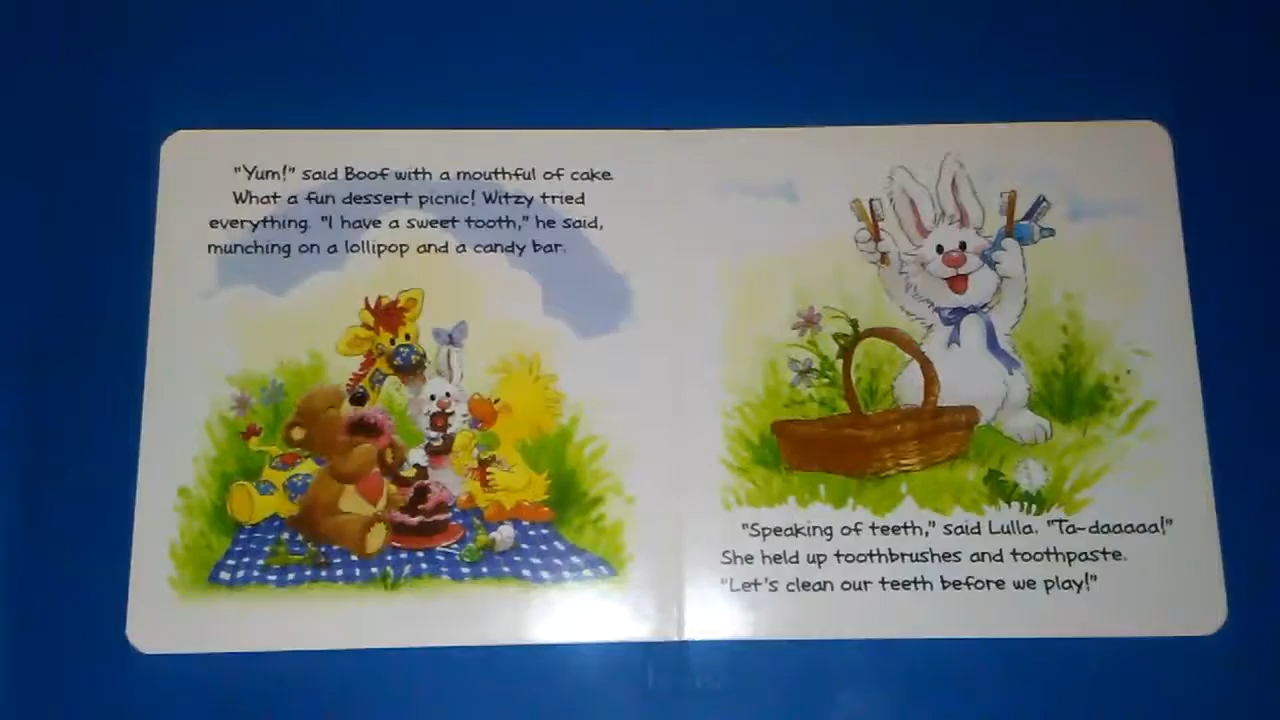 "Yum!" said Boof with a mouthful of cake.
What a fun dessert picnic! Witzy tried
everything. "I have a sweet tooth," he said,
munching on a lollipop and a candy bar.
"Speaking of teeth," said Lulla. "Ta-daaaaa!"
She held up toothbrushes and toothpaste.
"Let's clean our teeth before we play!"